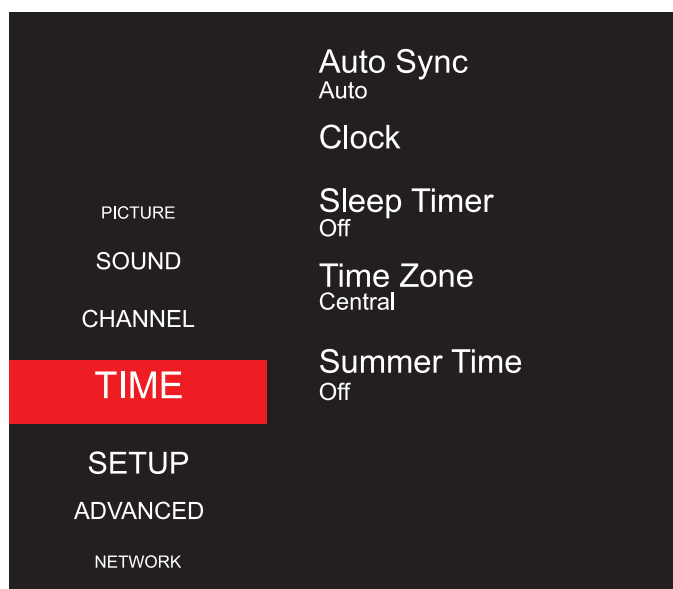 PICTURE
SOUND
CHANNEL
TIME
SETUP
ADVANCED
NETWORK
Auto Sync
Auto
Clock
Sleep Timer
Off
Time Zone
Central
Summer Time
Off